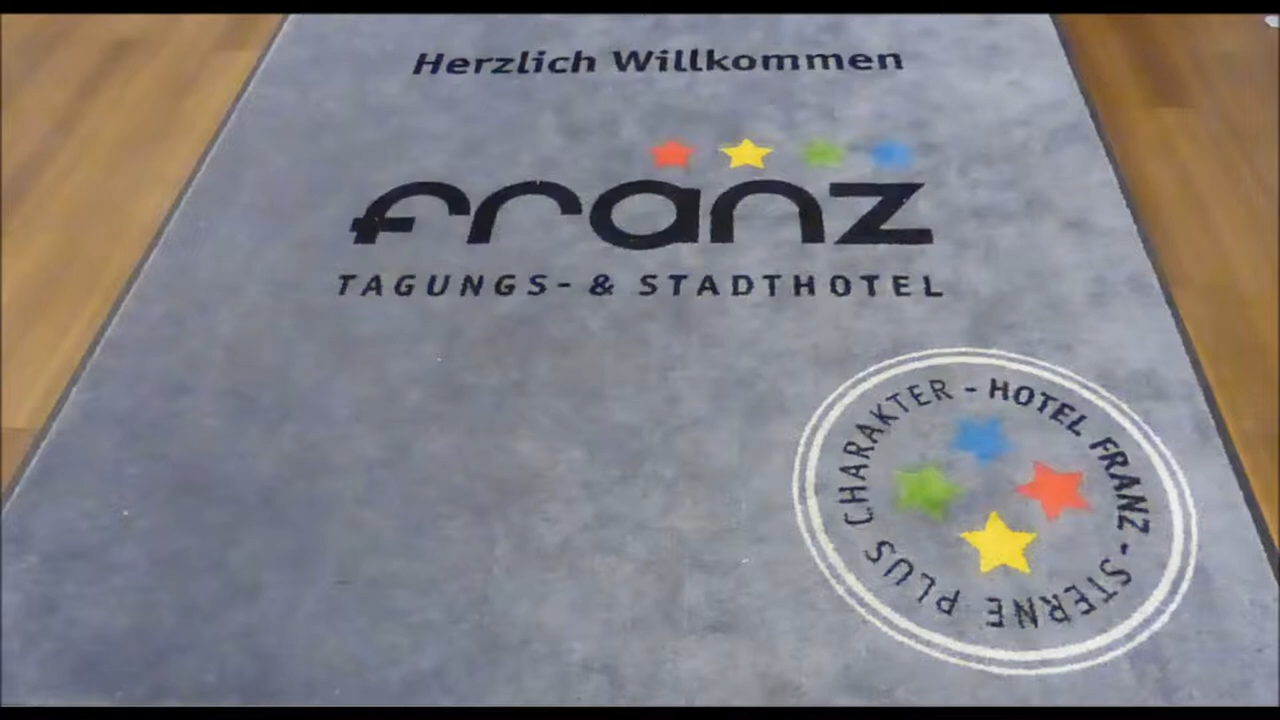 Herzlich Willkommen
franz
TAGUNGS- & STADTHOTEL
HOTEL FRANZ - STERNE PLUS CHARAKTER -